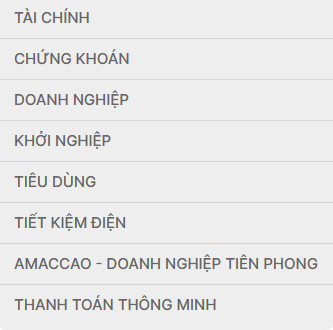 TÀI CHÍNH
CHỨNG KHOÁN
DOANH NGHIỆP
KHỞI NGHIỆP
TIÊU DÙNG
TIẾT KIỆM ĐIỆN
AMACCAO - DOANH NGHIỆP TIÊN PHONG
THANH TOÁN THÔNG MINH